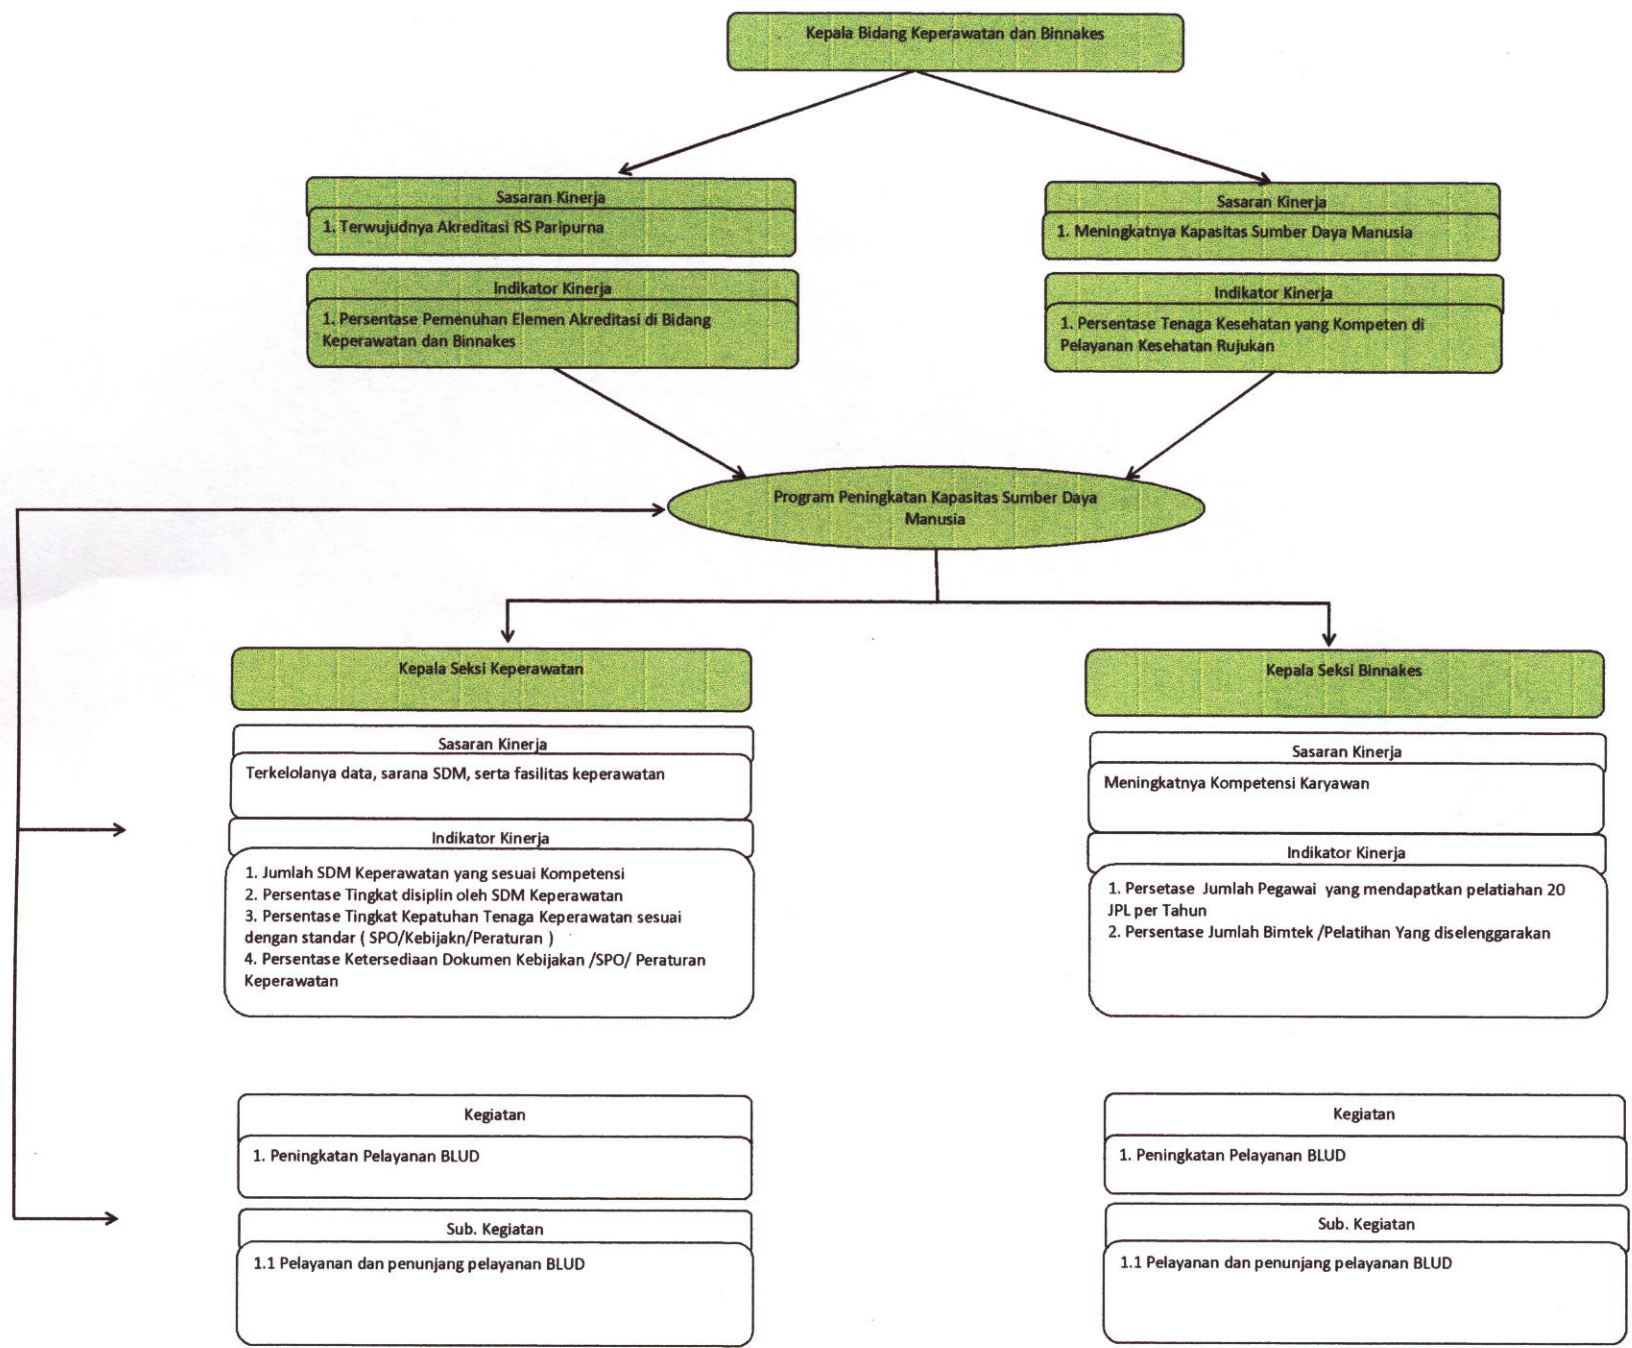 Kepala Bidang Keperawatan dan Binnakes
Sasaran Kinerja
1. Terwujudnya Akreditasi RS Paripurna
Indikator Kinerja
1. Persentase Pemenuhan Elemen Akreditasi di Bidang
Keperawatan dan Binnakes
Sasaran Kinerja
1. Meningkatnya Kapasitas Sumber Daya Manusia
Indikator Kinerja
1. Persentase Tenaga Kesehatan yang Kompeten di
Pelayanan Kesehatan Rujukan
Program Peningkatan Kapasitas Sumber Daya
Manusia
Kepala Seksi Keperawatan
Sasaran Kinerja
Terkelolanya data, sarana SDM, serta fasilitas keperawatan
Indikator Kinerja
1. Jumlah SDM Keperawatan yang sesuai Kompetensi
2. Persentase Tingkat disiplin oleh SDM Keperawatan
3. Persentase Tingkat Kepatuhan Tenaga Keperawatan sesuai
dengan standar ( SPO/Kebijakn/Peraturan )
4. Persentase Ketersediaan Dokumen Kebijakan /SPO/ Peraturan
Keperawatan
Kegiatan
1. Peningkatan Pelayanan BLUD
Sub. Kegiatan
1.1 Pelayanan dan penunjang pelayanan BLUD
Kepala Seksi Binnakes
Sasaran Kinerja
Meningkatnya Kompetensi Karyawan
Indikator Kinerja
1. Persetase Jumlah Pegawai yang mendapatkan pelatiahan 20
JPL per Tahun
2. Persentase Jumlah Bimtek /Pelatihan Yang diselenggarakan
Kegiatan
1. Peningkatan Pelayanan BLUD
Sub. Kegiatan
1.1 Pelayanan dan penunjang pelayanan BLUD